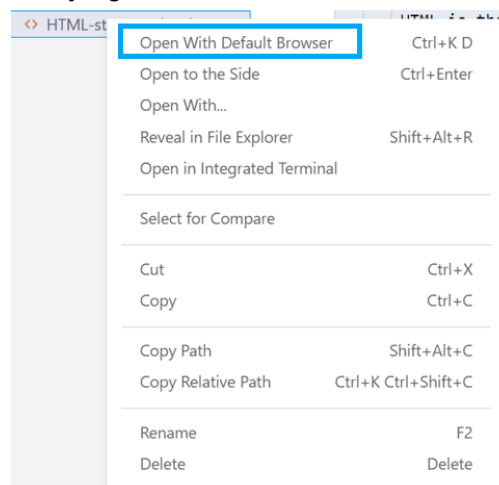 <> HTML-st
Open With Default Browser Ctrl+K D
Open to the Side Ctrl+Enter
Open With...
Reveal in File Explorer Shift+Alt+R
Open in Integrated Terminal
Select for Compare
Cut Ctrl+X
Copy Ctrl+C
Copy Path Shift+Alt+C
Copy Relative Path Ctrl+K Ctrl+Shift+C
Rename F2
Delete Delete